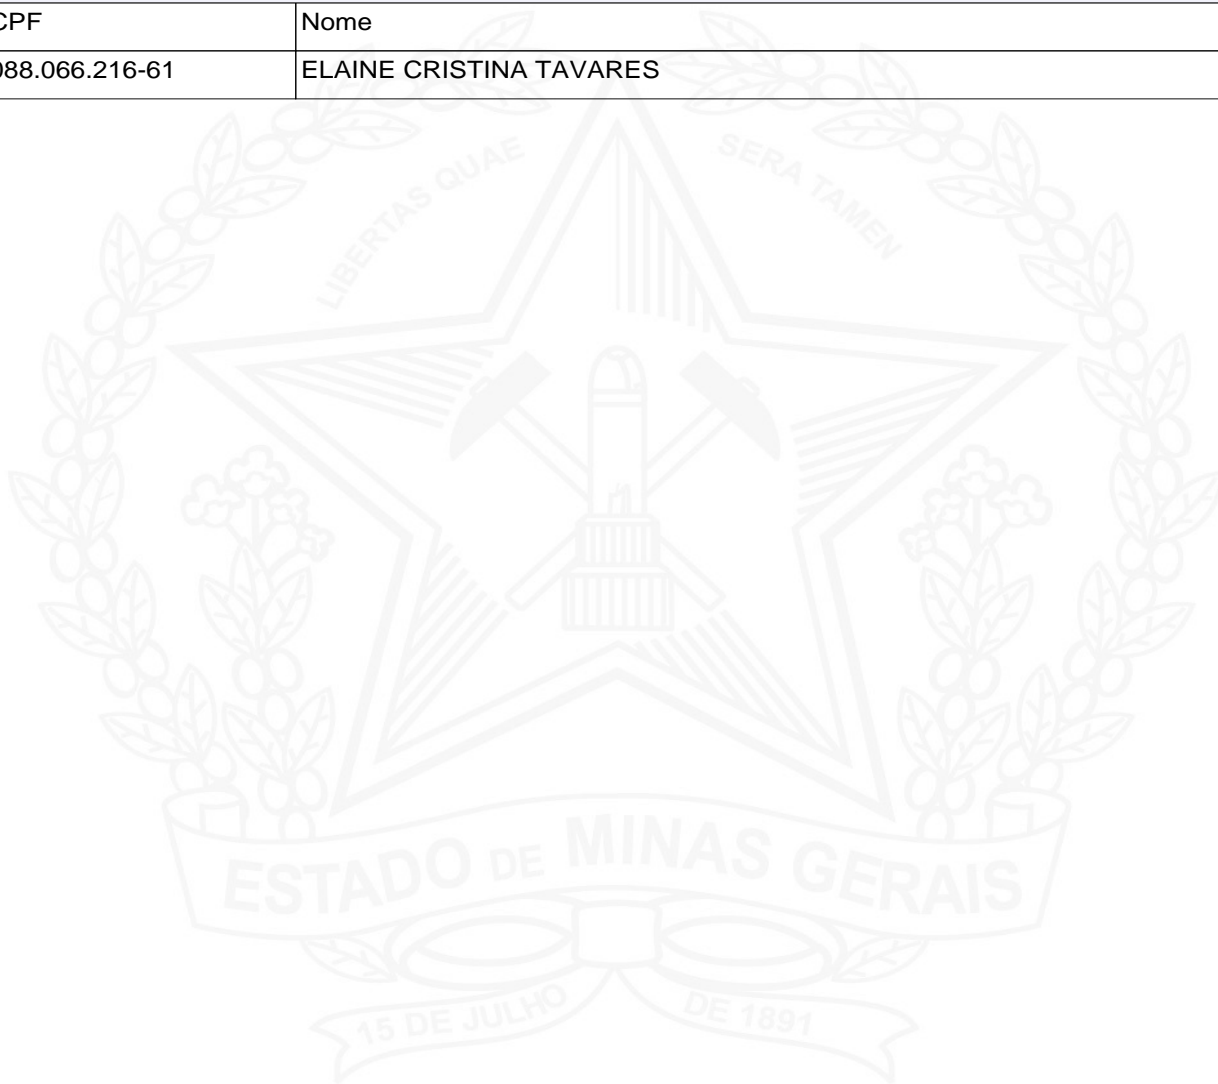 CPF Nome
088.066.216-61 ELAINE CRISTINA TAVARES
LIBERTAS QUAE SERA TAMEN
ESTADO DE MINAS GERAIS
15 DE JULHO DE 1891